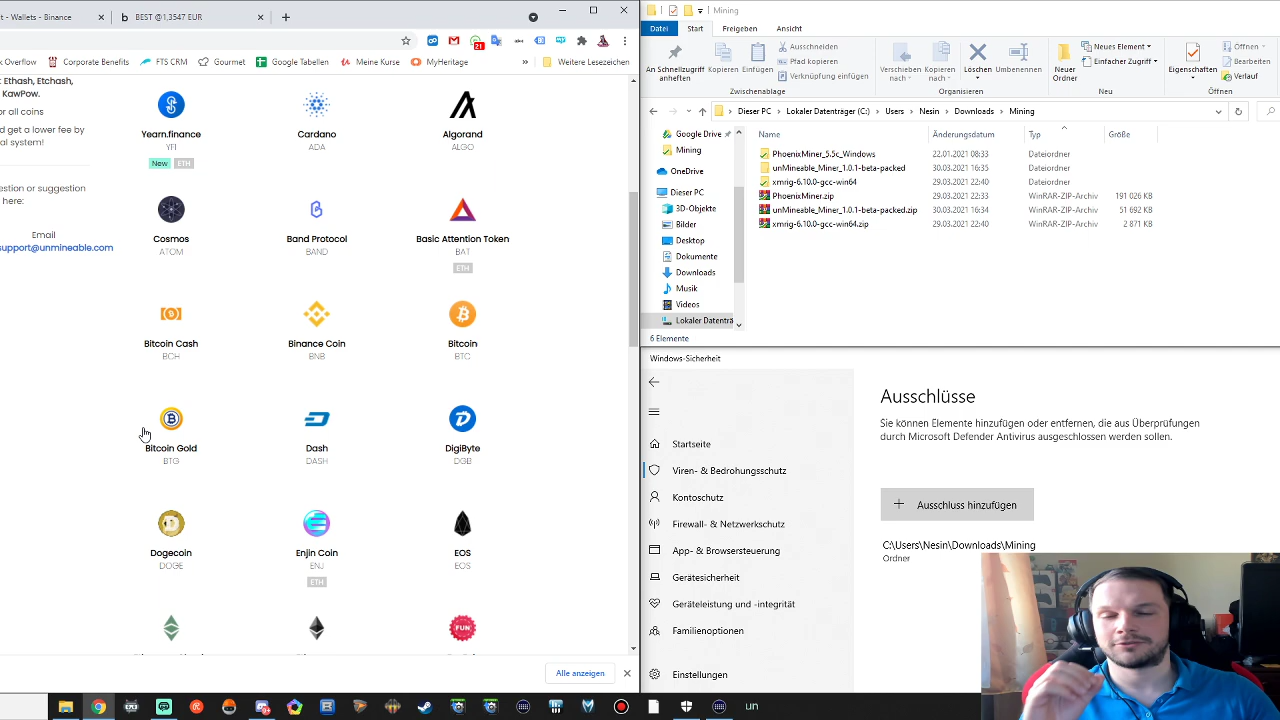 t - Wallets - Binance
BEST @1,3547 EUR
k Over
Corporate Benefits
FTS CRM
Gourmet
Google Tabellen
Meine Kurse
MyHeritage
»
Weitere Lesezeichen
21
t Ethash, Etchash,
KawPow.
or all coins
nd get a lower fee by
al system!
estion or suggestion
here:
Email
support@unmineable.com
Yearn.finance
YFI
New
ETH
Cardano
ADA
Algorand
ALGO
Cosmos
ATOM
Band Protocol
BAND
Basic Attention Token
BAT
ETH
Bitcoin Cash
BCH
Binance Coin
BNB
Bitcoin
BTC
Bitcoin Gold
BTG
Dash
DASH
DigiByte
DGB
Dogecoin
DOGE
Enjin Coin
ENJ
ETH
EOS
EOS
FUN
Alle anzeigen
Mining
Datei
Start
Freigeben
Ansicht
An Schnellzugriff
anheften
Kopieren
Einfügen
Ausschneiden
Pfad kopieren
Verknüpfung einfügen
Zwischenablage
Verschieben
nach
Kopieren
nach
Löschen
Umbenennen
Organisieren
Neuer
Ordner
Neues Element
Einfacher Zugriff
Neu
Eigenschaften
Öffnen
Bearbeiten
Verlauf
Öffnen
Dieser PC
Lokaler Datenträger (C:)
Users
Nesin
Downloads
Mining
Name
Änderungsdatum
Typ
Größe
Google Drive
Mining
OneDrive
Dieser PC
3D-Objekte
Bilder
Desktop
Dokumente
Downloads
Musik
Videos
Lokaler Datenträ
PhoenixMiner_5.5c_Windows 22.01.2021 08:33 Dateiordner
unMineable_Miner_1.0.1-beta-packed 30.03.2021 16:35 Dateiordner
xmrig-6.10.0-gcc-win64 29.03.2021 22:40 Dateiordner
PhoenixMiner.zip 29.03.2021 22:33 WinRAR-ZIP-Archiv 191 026 KB
unMineable_Miner_1.0.1-beta-packed.zip 30.03.2021 16:34 WinRAR-ZIP-Archiv 51 692 KB
xmrig-6.10.0-gcc-win64.zip 29.03.2021 22:40 WinRAR-ZIP-Archiv 2 871 KB
6 Elemente
Windows-Sicherheit
Startseite
Viren- & Bedrohungsschutz
Kontoschutz
Firewall- & Netzwerkschutz
App- & Browsersteuerung
Gerätesicherheit
Geräteleistung und -integrität
Familienoptionen
Einstellungen
Ausschlüsse
Sie können Elemente hinzufügen oder entfernen, die aus Überprüfungen
durch Microsoft Defender Antivirus ausgeschlossen werden sollen.
+ Ausschluss hinzufügen
C:\Users\Nesin\Downloads\Mining
Ordner
un